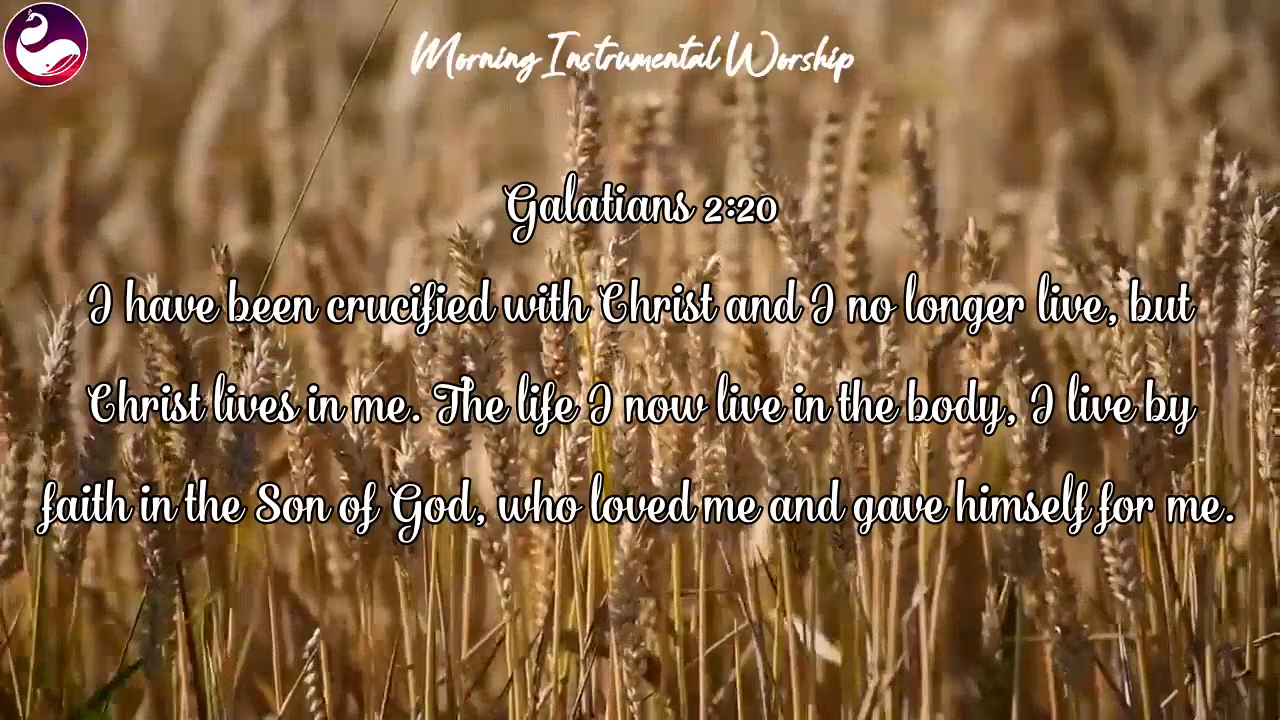 Morning Instrumental Worship
Galatians 2:20
I have been crucified with Christ and I no longer live, but
Christ lives in me. The life I now live in the body, I live by
faith in the Son of God, who loved me and gave himself for me.